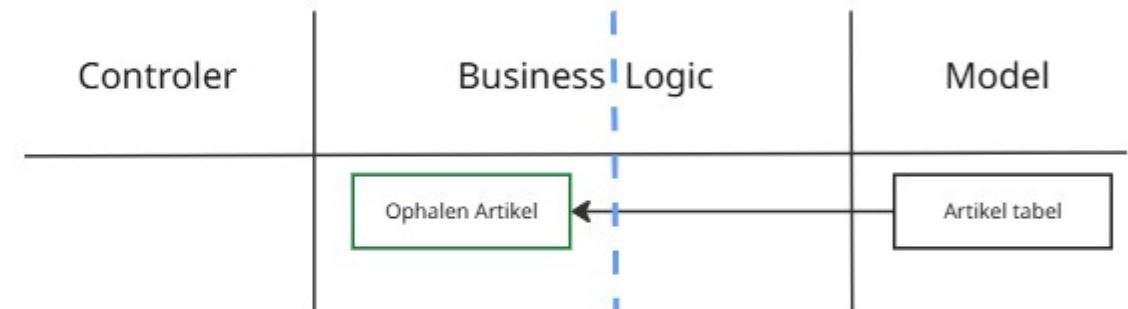 Controler
Business Logic
Model
Ophalen Artikel
Artikel tabel